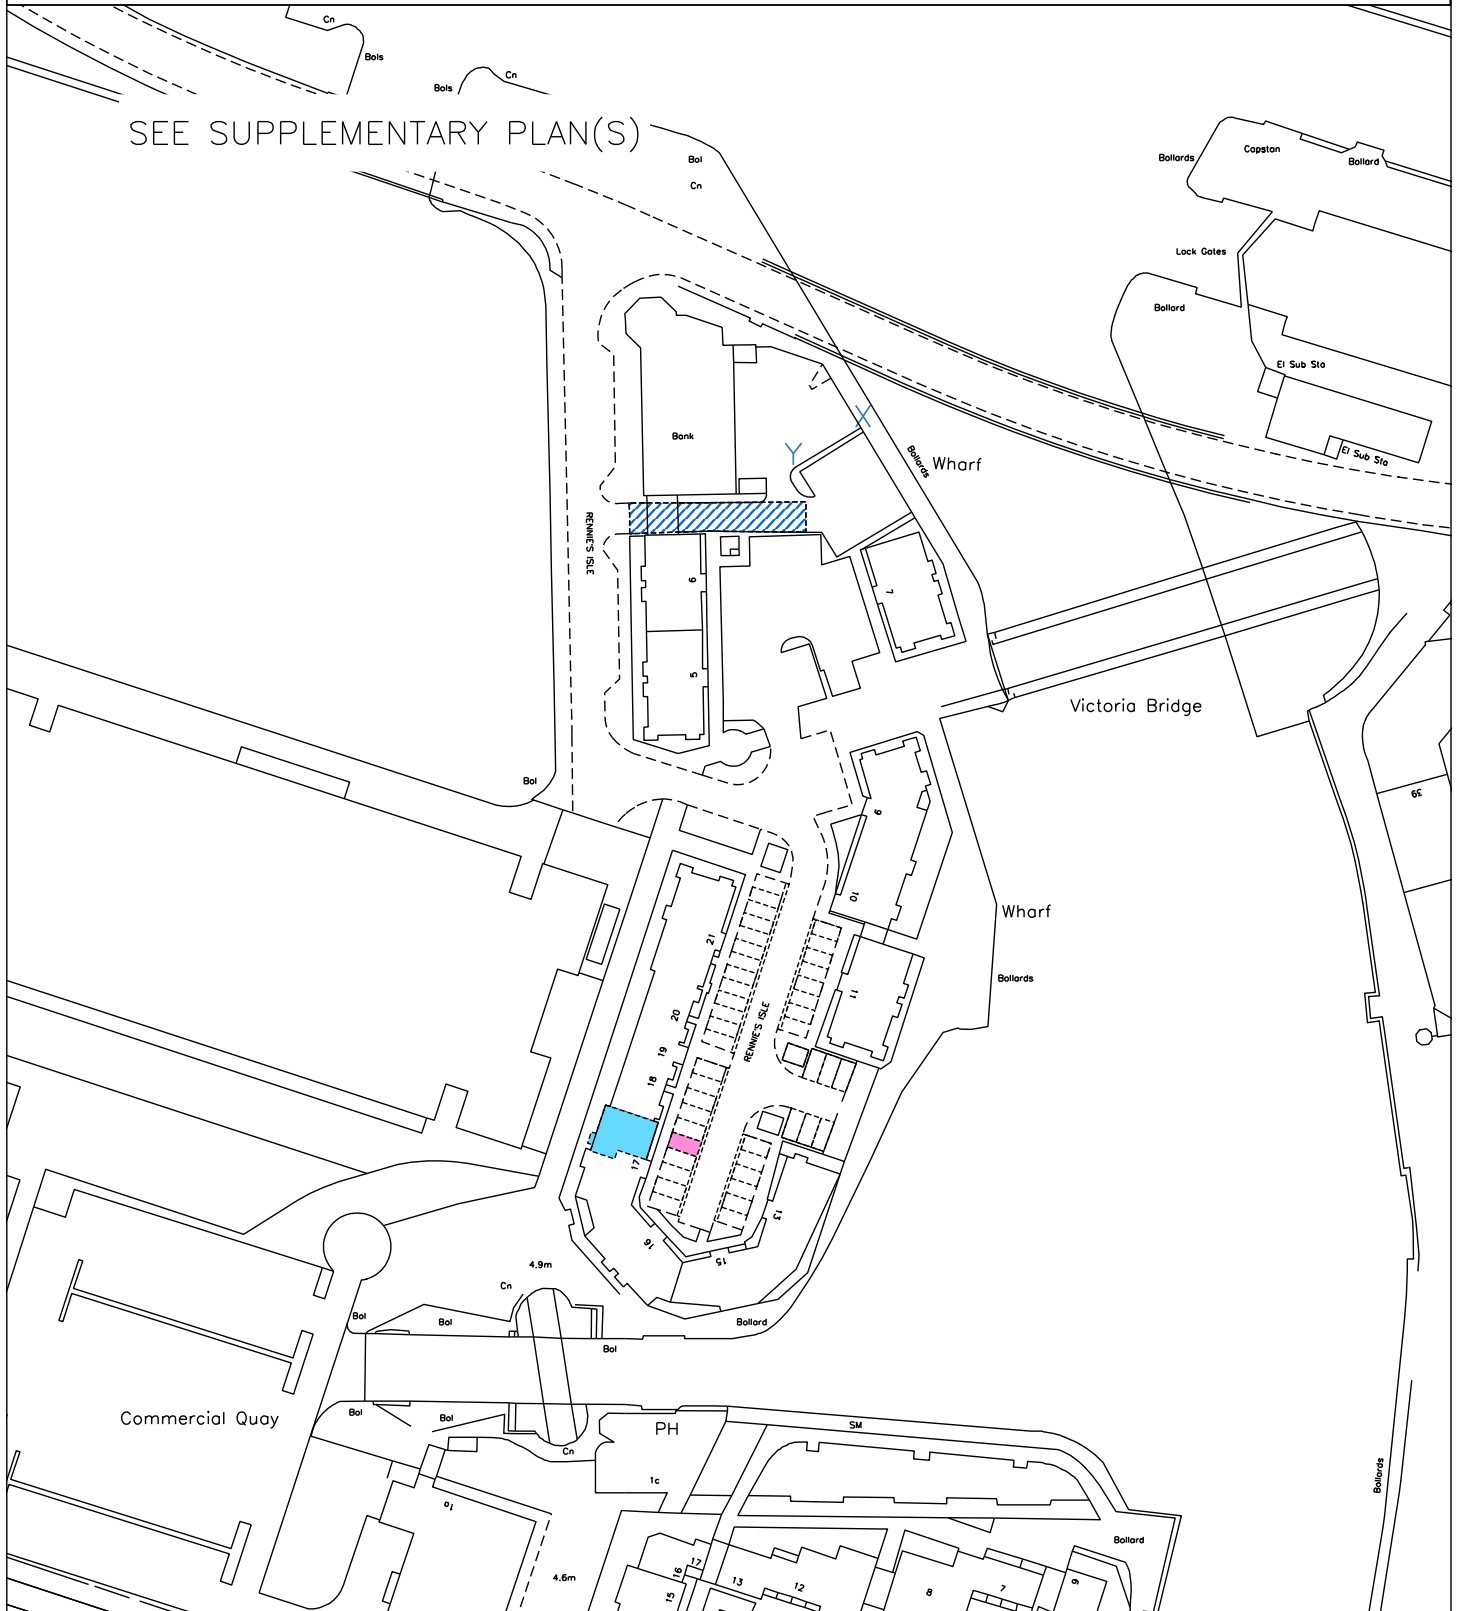 Cn
Bols
Cn
Bols
SEE SUPPLEMENTARY PLAN(S)
Bol
Cn
Bollards
Capstan
Bollard
Lock Gates
Bollard
El Sub Sta
El Sub Sta
X
Y
Bank
Bollards
Wharf
RENNIE'S ISLE
6
7
5
Victoria Bridge
Bol
39
9
10
Wharf
21
Bollards
11
20
RENNIE'S ISLE
19
18
17
13
16
15
4.9m
Cn
Bol
Bol
Bollard
Bol
Commercial Quay
Bol
Bol
PH
SM
Cn
1c
Bollards
1a
Bollard
4.6m
17
16
15
13
12
8
7
6